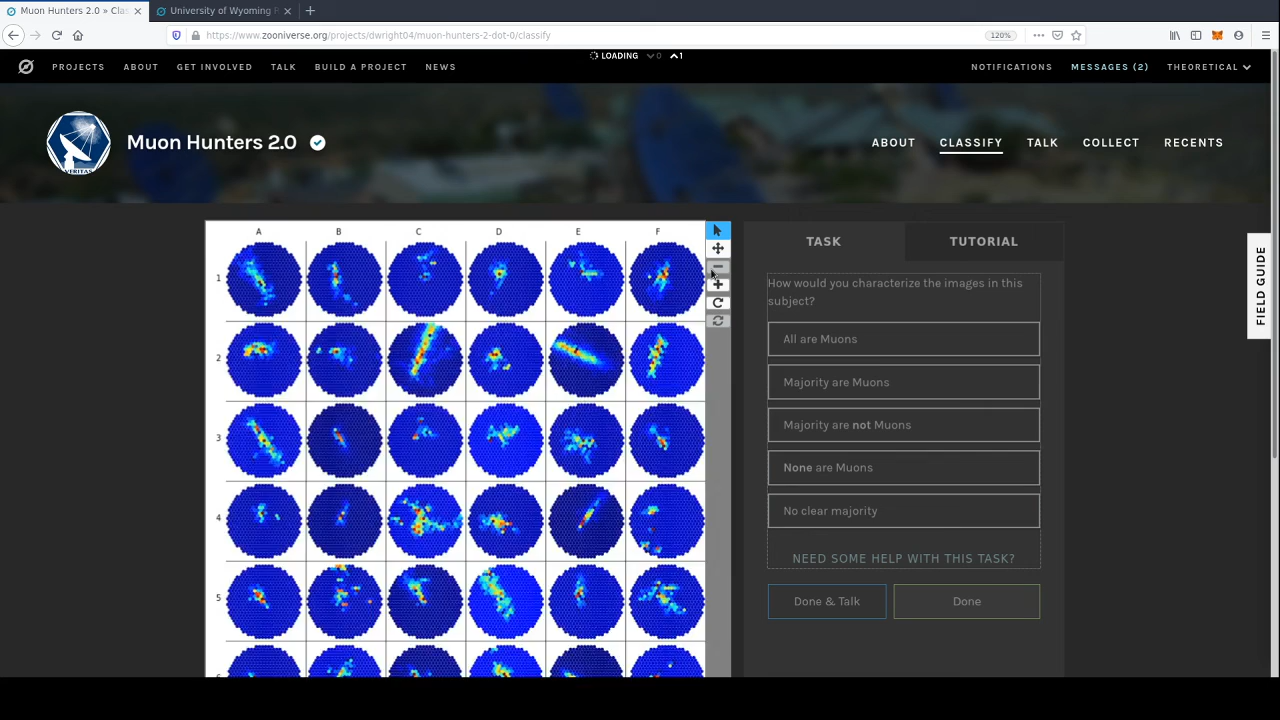 Muon Hunters 2.0 » Clas
University of Wyoming R
https://www.zooniverse.org/projects/dwright04/muon-hunters-2-dot-0/classify
120%
LOADING 0 1
PROJECTS ABOUT GET INVOLVED TALK BUILD A PROJECT NEWS
NOTIFICATIONS MESSAGES (2) THEORETICAL
VERITAS
Muon Hunters 2.0
ABOUT CLASSIFY TALK COLLECT RECENTS
A B C D E F
1
2
3
4
5
TASK TUTORIAL
How would you characterize the images in this
subject?
All are Muons
Majority are Muons
Majority are not Muons
None are Muons
No clear majority
NEED SOME HELP WITH THIS TASK?
Done & Talk Done
FIELD GUIDE